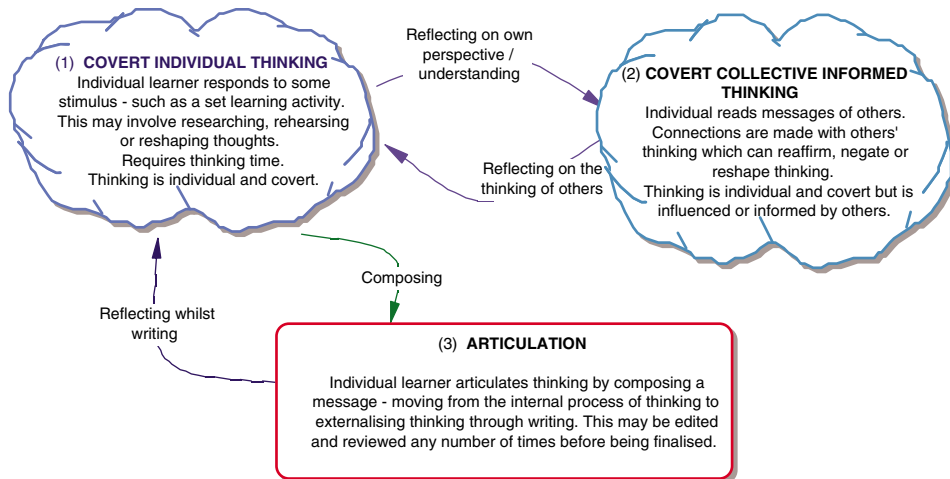 (1) COVERT INDIVIDUAL THINKING
Individual learner responds to some
stimulus - such as a set learning activity.
This may involve researching, rehearsing
or reshaping thoughts.
Requires thinking time.
Thinking is individual and covert.
Reflecting on own
perspective /
understanding
(2) COVERT COLLECTIVE INFORMED
THINKING
Individual reads messages of others.
Connections are made with others'
thinking which can reaffirm, negate or
reshape thinking.
Thinking is individual and covert but is
influenced or informed by others.
Reflecting on the
thinking of others
Composing
Reflecting whilst
writing
(3) ARTICULATION
Individual learner articulates thinking by composing a
message - moving from the internal process of thinking to
externalising thinking through writing. This may be edited
and reviewed any number of times before being finalised.